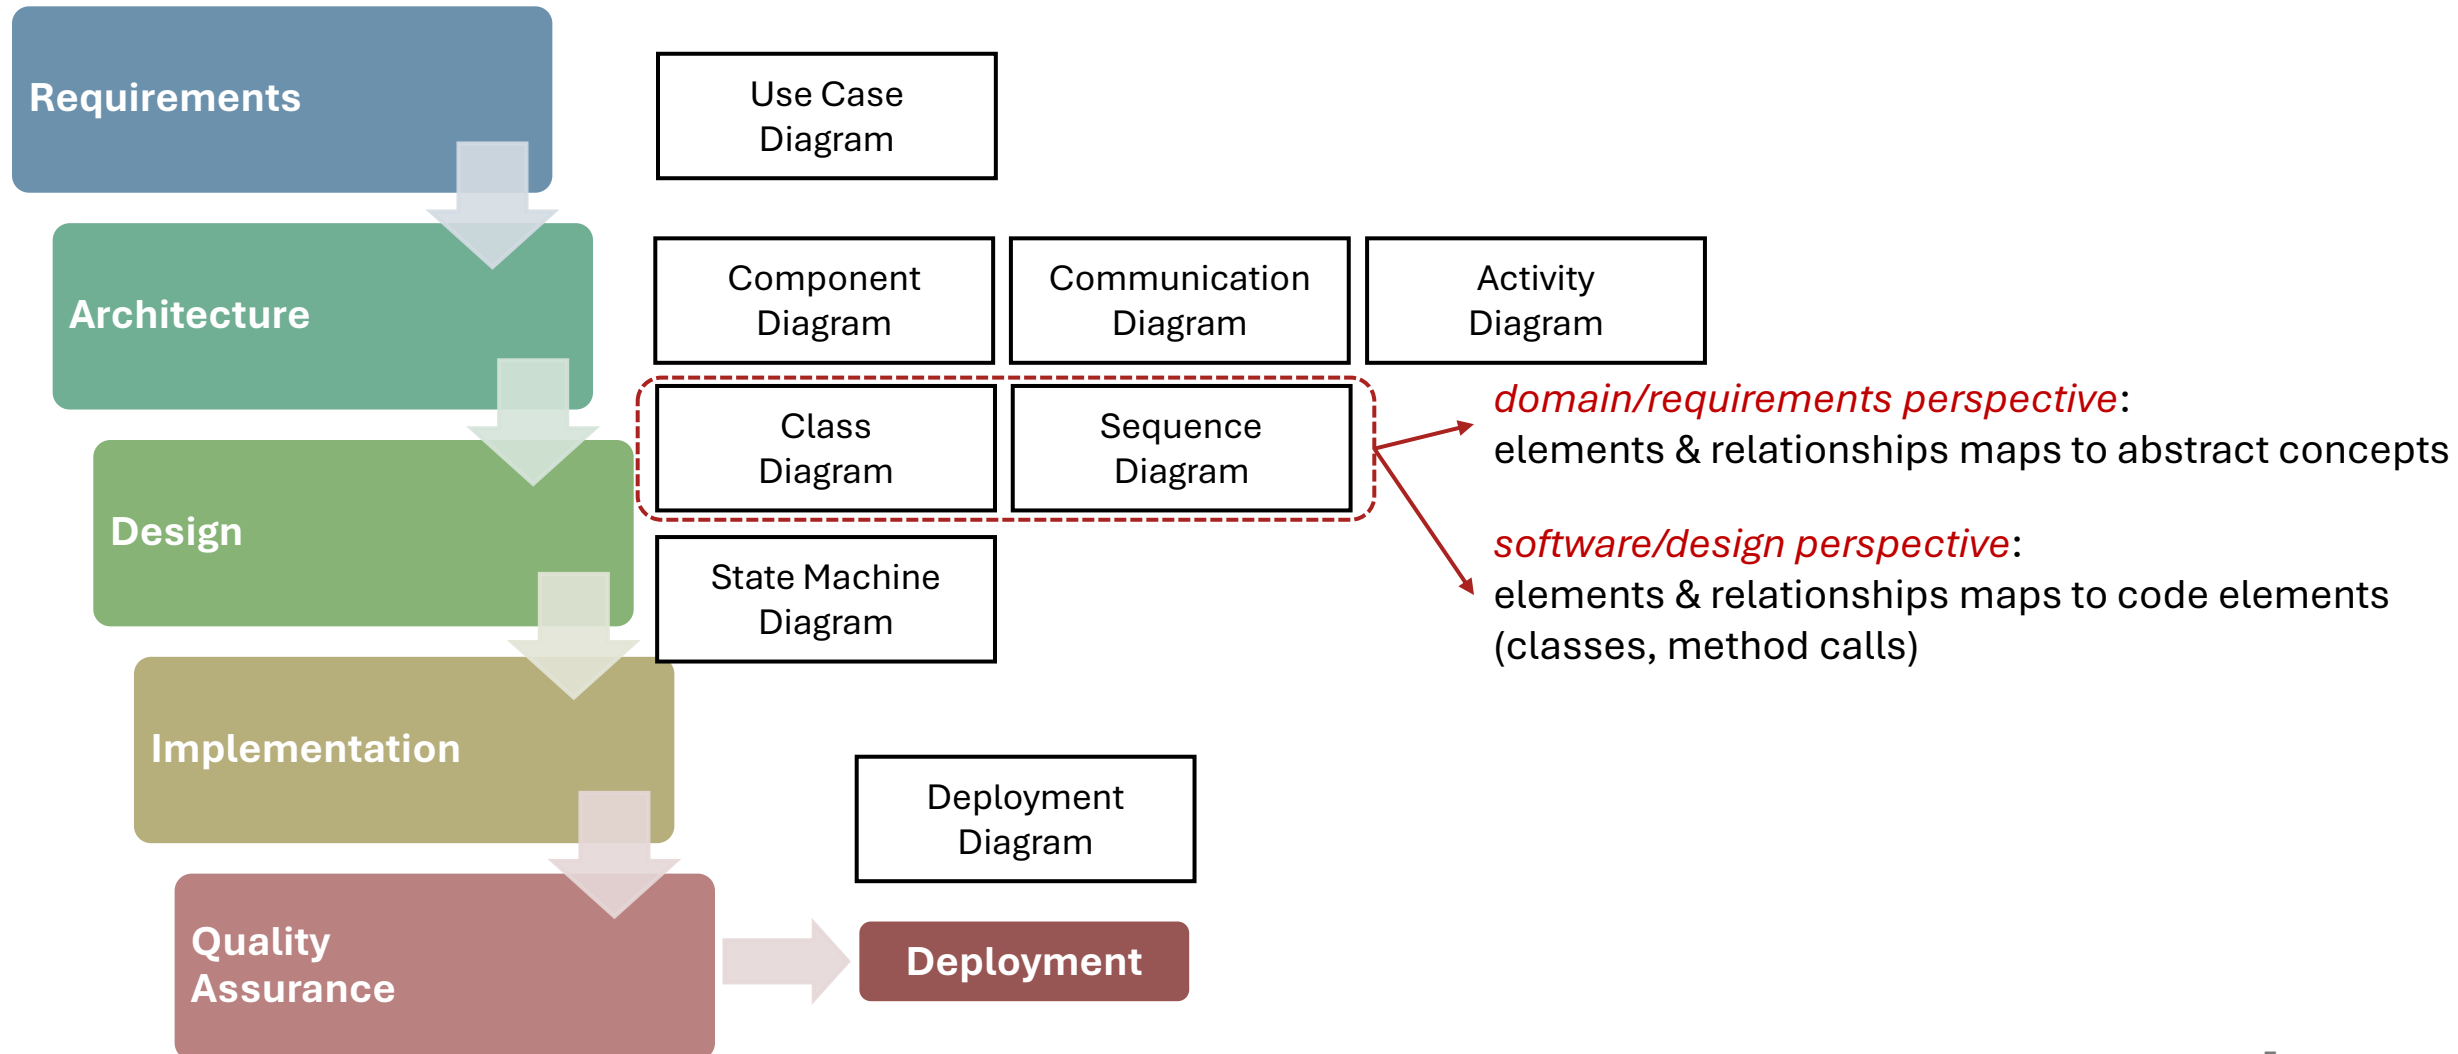 Requirements
Use Case
Diagram
Architecture
Component
Diagram
Communication
Diagram
Activity
Diagram
Class
Diagram
Sequence
Diagram
domain/requirements perspective:
elements & relationships maps to abstract concepts
Design
software/design perspective:
elements & relationships maps to code elements
(classes, method calls)
State Machine
Diagram
Implementation
Deployment
Diagram
Quality
Assurance
Deployment